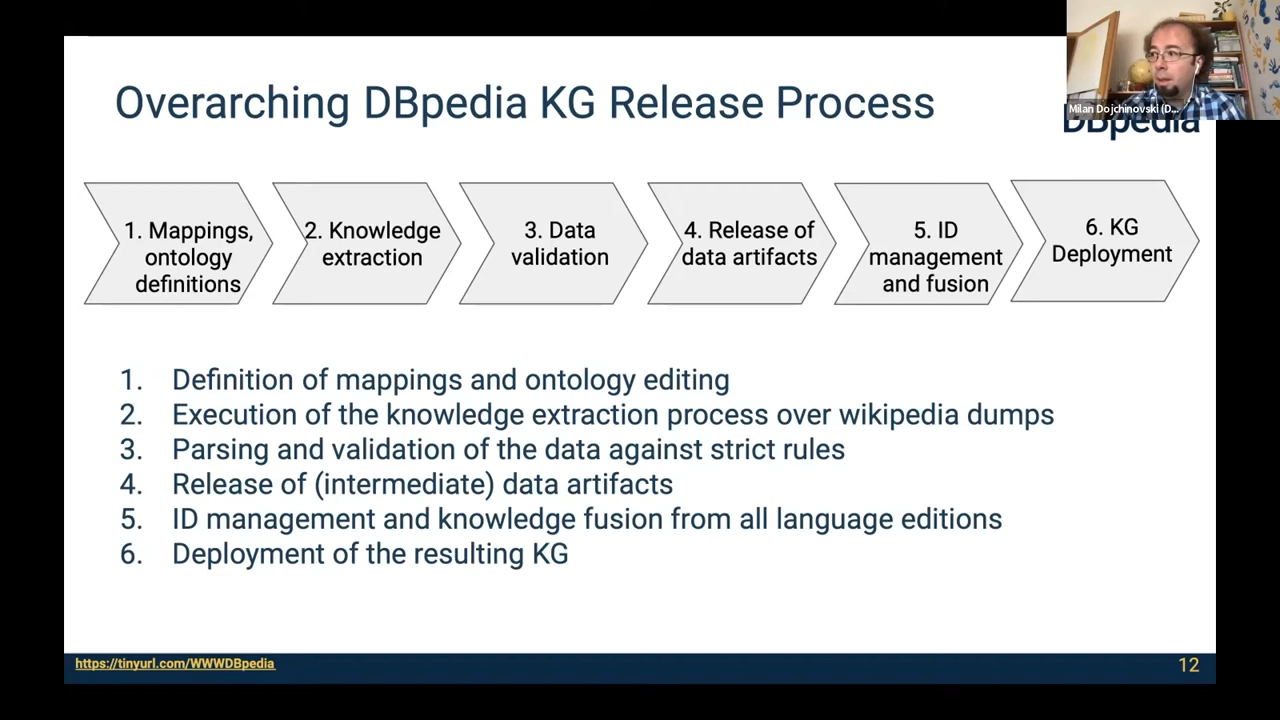 Overarching DBpedia KG Release Process
Milan Dojchinovski (D...
DBpedia
1. Mappings,
ontology
definitions
2. Knowledge
extraction
3. Data
validation
4. Release of
data artifacts
5. ID
management
and fusion
6. KG
Deployment
1. Definition of mappings and ontology editing
2. Execution of the knowledge extraction process over wikipedia dumps
3. Parsing and validation of the data against strict rules
4. Release of (intermediate) data artifacts
5. ID management and knowledge fusion from all language editions
6. Deployment of the resulting KG
https://tinyurl.com/WWWDBpedia
12